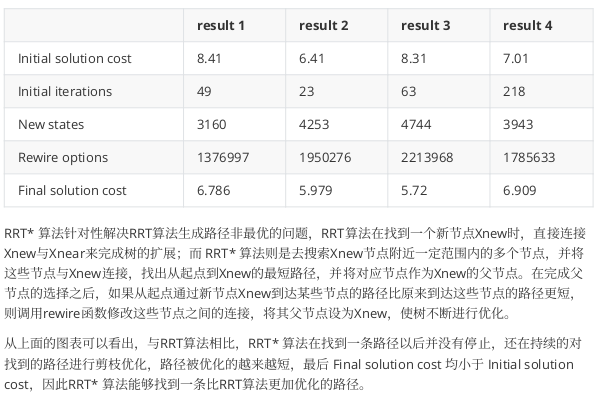 result 1 result 2 result 3 result 4
Initial solution cost 8.41 6.41 8.31 7.01
Initial iterations 49 23 63 218
New states 3160 4253 4744 3943
Rewire options 1376997 1950276 2213968 1785633
Final solution cost 6.786 5.979 5.72 6.909
RRT* 算法针对性解决RRT算法生成路径非最优的问题，RRT算法在找到一个新节点Xnew时，直接连接
Xnew与Xnear来完成树的扩展；而 RRT* 算法则是去搜索Xnew节点附近一定范围内的多个节点，并将
这些节点与Xnew连接，找出从起点到Xnew的最短路径，并将对应节点作为Xnew的父节点。在完成父
节点的选择之后，如果从起点通过新节点Xnew到达某些节点的路径比原来到达这些节点的路径更短，
则调用rewire函数修改这些节点之间的连接，将其父节点设为Xnew，使树不断进行优化。
从上面的图表可以看出，与RRT算法相比，RRT* 算法在找到一条路径以后并没有停止，还在持续的对
找到的路径进行剪枝优化，路径被优化的越来越短，最后 Final solution cost 均小于 Initial solution
cost，因此RRT* 算法能够找到一条比RRT算法更加优化的路径。